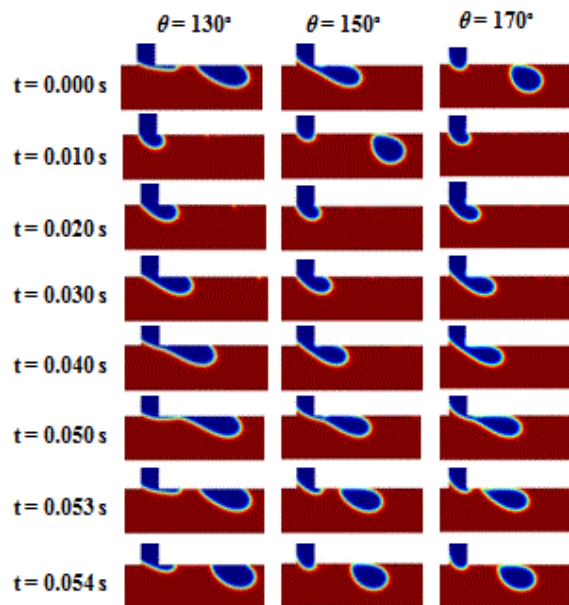 θ = 130° θ = 150° θ = 170°
t = 0.000 s
t = 0.010 s
t = 0.020 s
t = 0.030 s
t = 0.040 s
t = 0.050 s
t = 0.053 s
t = 0.054 s